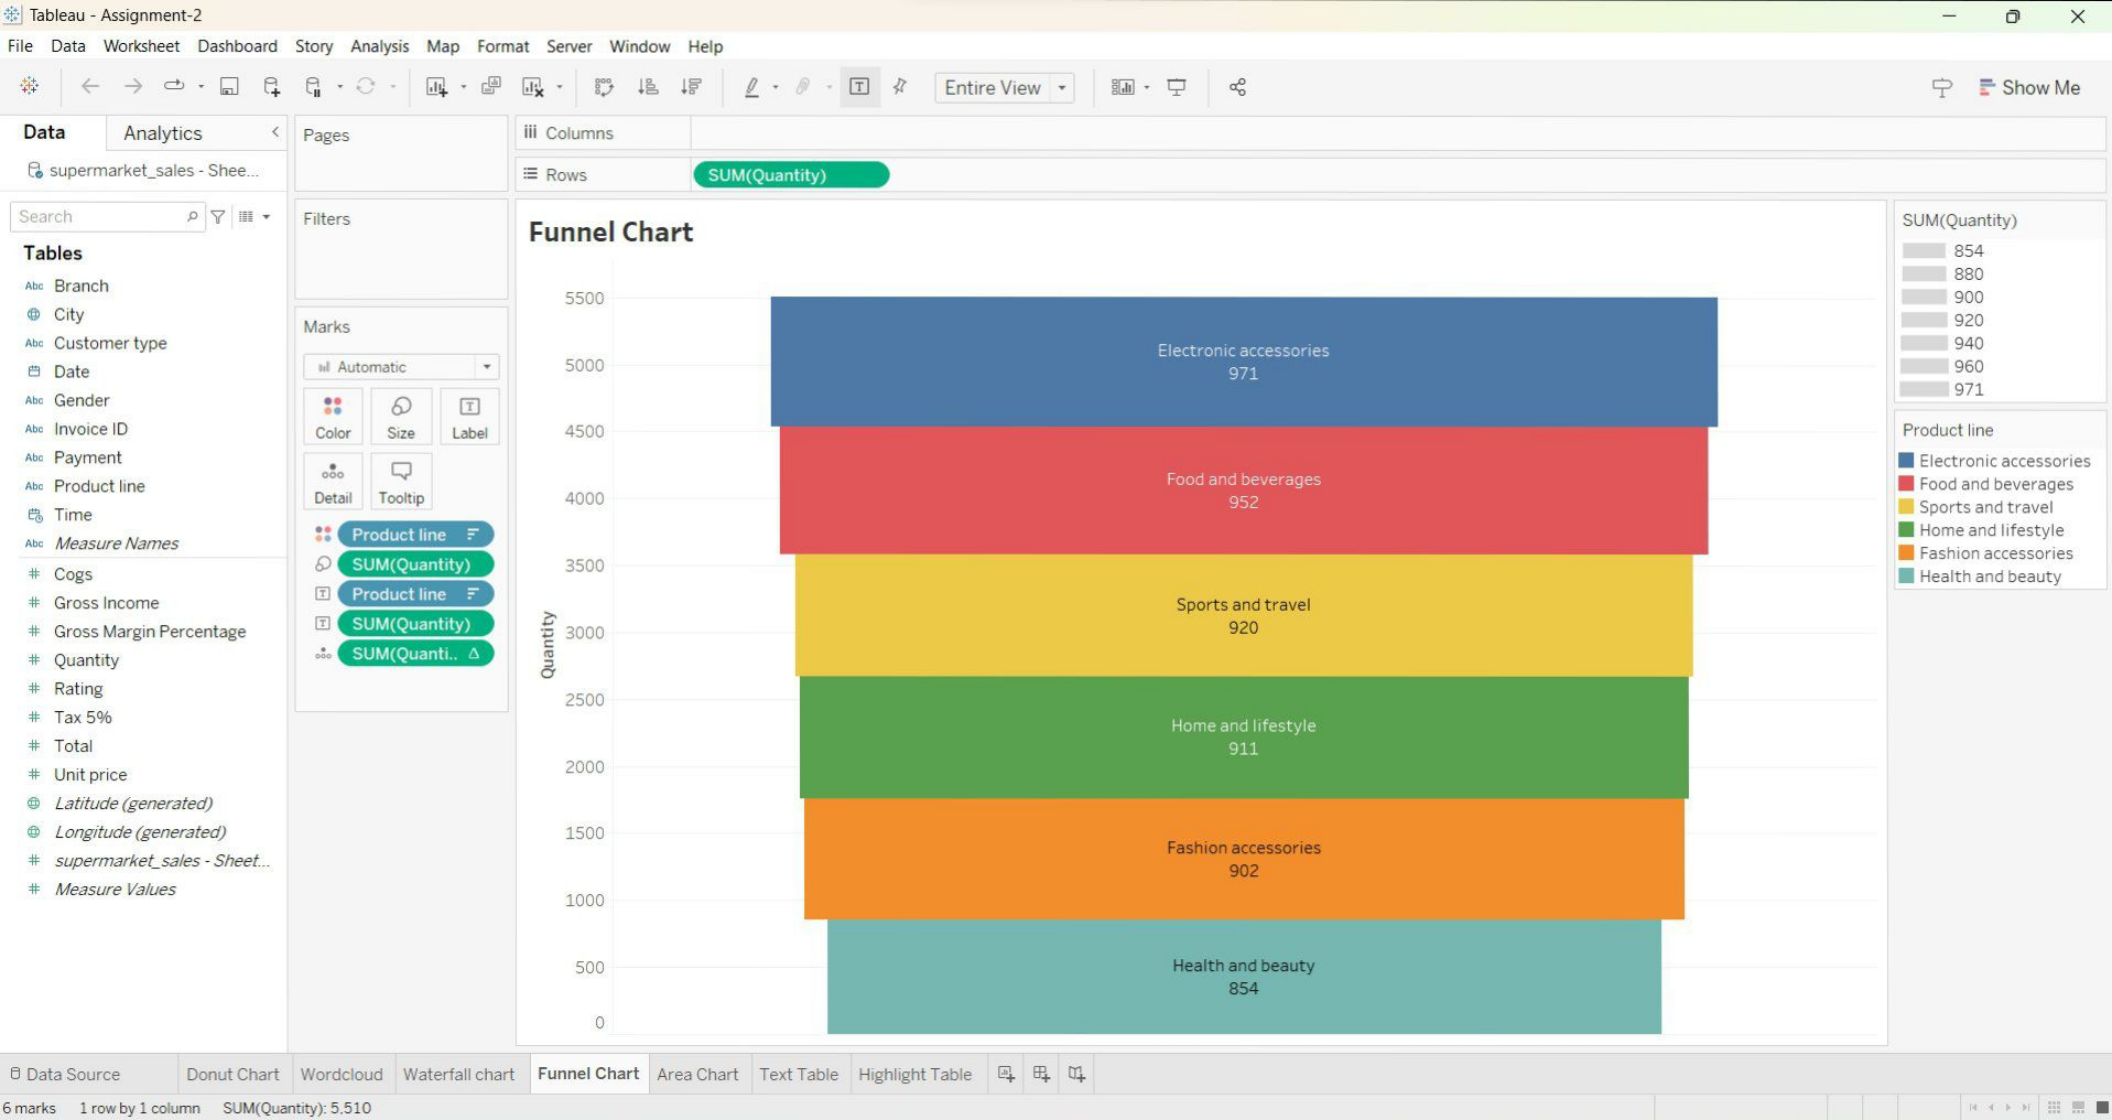 Tableau - Assignment-2
File Data Worksheet Dashboard Story Analysis Map Format Server Window Help
Entire View
Show Me
Data Analytics
supermarket_sales - Shee...
Search
Tables
Abc Branch
City
Abc Customer type
Date
Abc Gender
Abc Invoice ID
Abc Payment
Abc Product line
Time
Abc Measure Names
# Cogs
# Gross Income
# Gross Margin Percentage
# Quantity
# Rating
# Tax 5%
# Total
# Unit price
Latitude (generated)
Longitude (generated)
# supermarket_sales - Sheet...
# Measure Values
Pages
Filters
Marks
Automatic
Color Size Label
Detail Tooltip
Product line
SUM(Quantity)
Product line
SUM(Quantity)
SUM(Quanti.. Δ
Columns
Rows SUM(Quantity)
Funnel Chart
Quantity
5500
5000
4500
4000
3500
3000
2500
2000
1500
1000
500
0
Electronic accessories
971
Food and beverages
952
Sports and travel
920
Home and lifestyle
911
Fashion accessories
902
Health and beauty
854
SUM(Quantity)
854
880
900
920
940
960
971
Product line
Electronic accessories
Food and beverages
Sports and travel
Home and lifestyle
Fashion accessories
Health and beauty
Data Source Donut Chart Wordcloud Waterfall chart Funnel Chart Area Chart Text Table Highlight Table
6 marks 1 row by 1 column SUM(Quantity): 5,510